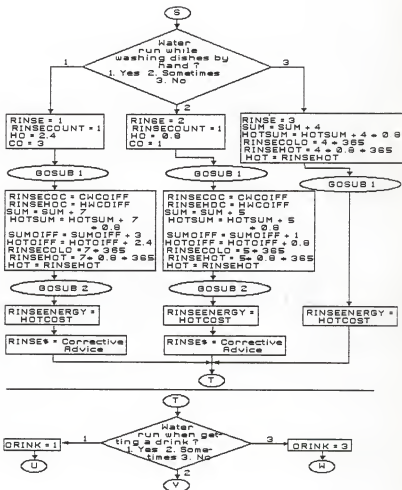 S
Water
run while
washing dishes by
hand ?
1. Yes 2. Sometimes
3. No
1
2
3
RINSE = 1
RINSECOUNT = 1
HO = 2.4
CO = 3
GOSUB 1
RINSECOC = CWCOIFF
RINSEHOC = HWCOIFF
SUM = SUM + 7
HOTSUM = HOTSUM + 7
* 0.8
SUMOIFF = SUMOIFF + 3
HOTOIFF = HOTOIFF + 2.4
RINSECOLO = 7* 365
RINSEHOT = 7* 0.8 * 365
HOT = RINSEHOT
GOSUB 2
RINSEENERGY =
HOTCOST
RINSE$ = Corrective
Advice
RINSE = 2
RINSECOUNT = 1
HO = 0.8
CO = 1
GOSUB 1
RINSECOC = CWCOIFF
RINSEHOC = HWCOIFF
SUM = SUM + 5
HOTSUM = HOTSUM + 5
* 0.8
SUMOIFF = SUMOIFF + 1
HOTOIFF = HOTOIFF + 0.8
RINSECOLO = 5* 365
RINSEHOT = 5* 0.8 * 365
HOT = RINSEHOT
GOSUB 2
RINSEENERGY =
HOTCOST
RINSE$ = Corrective
Advice
RINSE = 3
SUM = SUM + 4
HOTSUM = HOTSUM + 4 * 0.8
RINSECOLO = 4 * 365
RINSEHOT = 4 * 0.8 * 365
HOT = RINSEHOT
GOSUB 1
RINSEENERGY =
HOTCOST
T
T
Water
run when get-
ting a drink ?
1. Yes 2. Some-
times 3. No
1
2
3
ORINK = 1
U
V
ORINK = 3
W